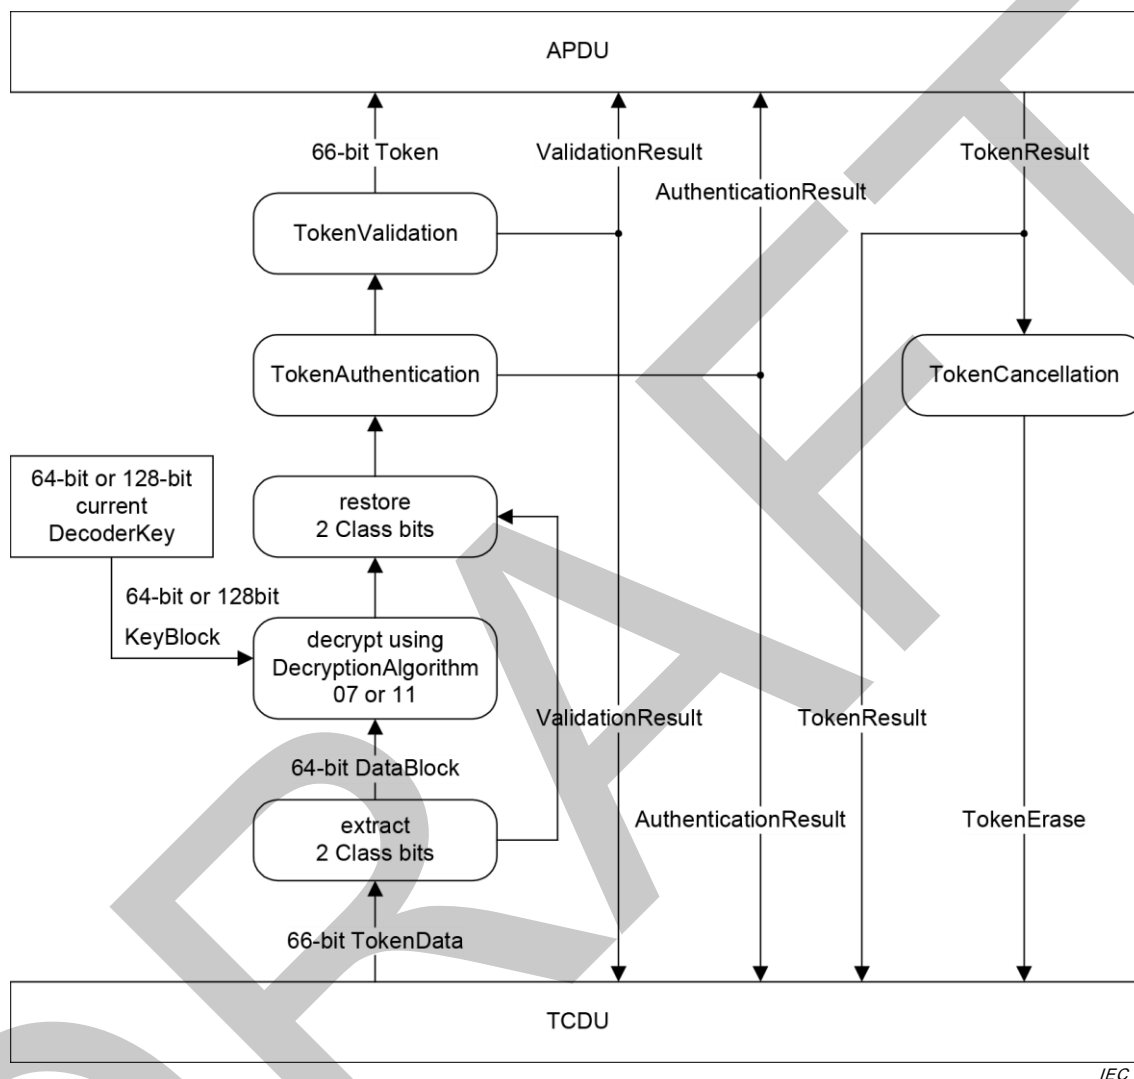 APDU
66-bit Token
ValidationResult
TokenResult
AuthenticationResult
TokenValidation
TokenAuthentication
TokenCancellation
64-bit or 128-bit
current
DecoderKey
restore
2 Class bits
64-bit or 128bit
KeyBlock
decrypt using
DecryptionAlgorithm
07 or 11
ValidationResult
TokenResult
64-bit DataBlock
extract
2 Class bits
AuthenticationResult
TokenErase
66-bit TokenData
TCDU
IEC
DRAFT